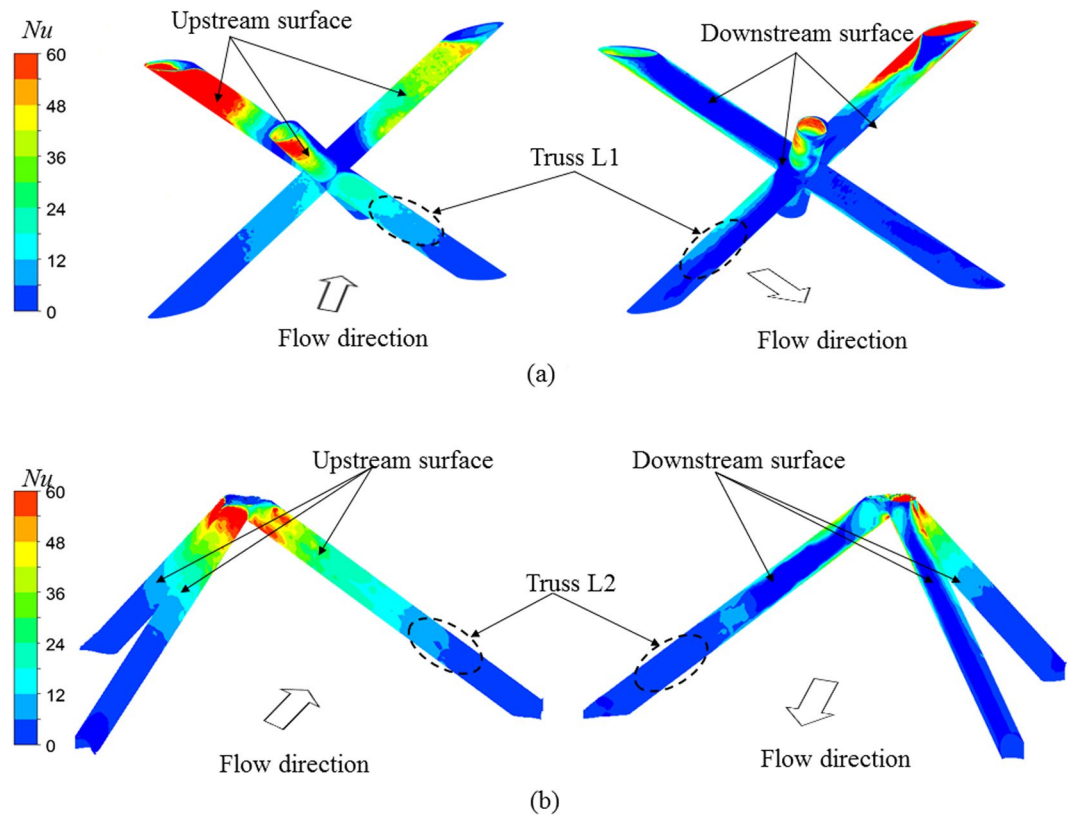 Nu
60
48
36
24
12
0
Upstream surface
Downstream surface
Truss L1
Flow direction
Flow direction
(a)
Nu
60
48
36
24
12
0
Upstream surface
Downstream surface
Truss L2
Flow direction
Flow direction
(b)